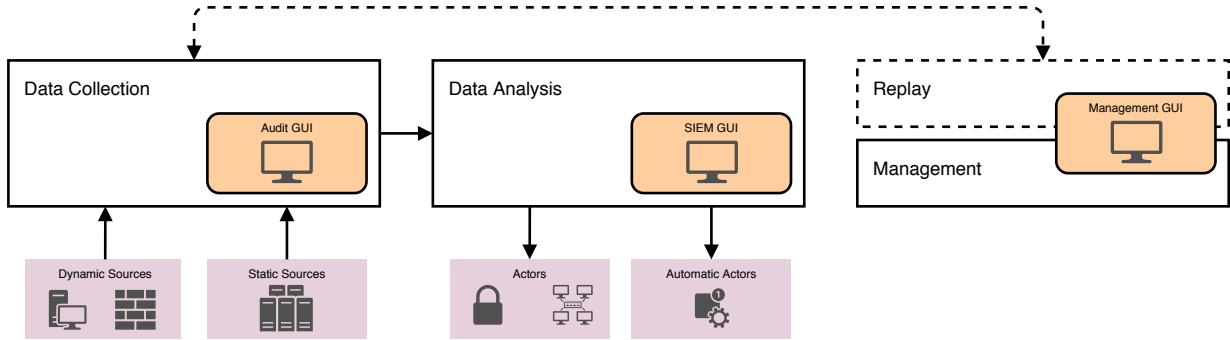 Data Collection
Audit GUI
Data Analysis
SIEM GUI
Replay
Management GUI
Management
Dynamic Sources
Static Sources
Actors
Automatic Actors
1